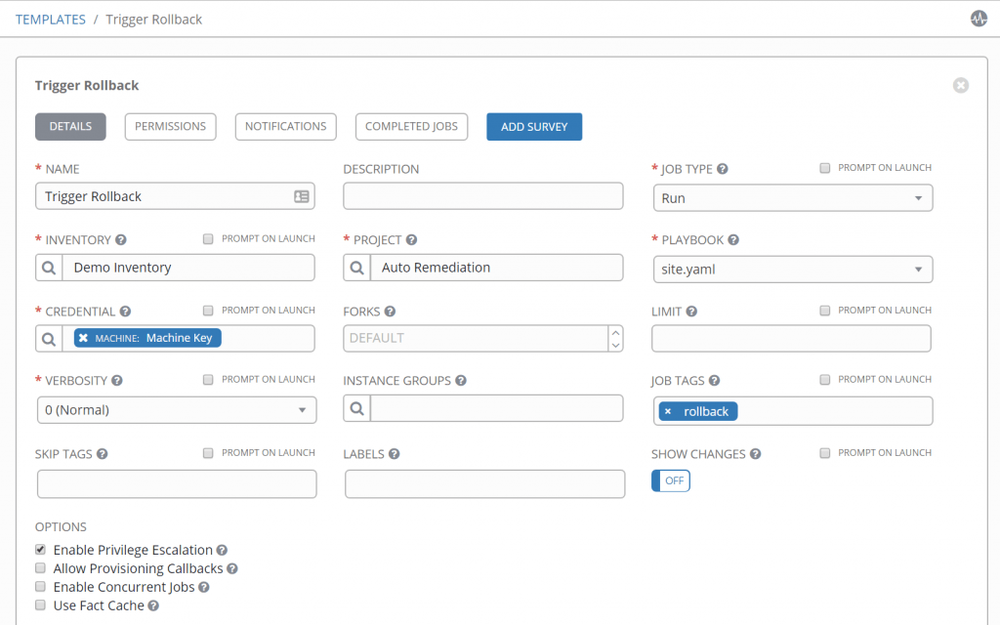 TEMPLATES / Trigger Rollback
Trigger Rollback
DETAILS PERMISSIONS NOTIFICATIONS COMPLETED JOBS ADD SURVEY
* NAME DESCRIPTION * JOB TYPE ? PROMPT ON LAUNCH
Trigger Rollback Run
* INVENTORY ? PROMPT ON LAUNCH * PROJECT ? * PLAYBOOK ?
Demo Inventory Auto Remediation site.yaml
* CREDENTIAL ? PROMPT ON LAUNCH FORKS ? LIMIT ? PROMPT ON LAUNCH
MACHINE: Machine Key DEFAULT
* VERBOSITY ? PROMPT ON LAUNCH INSTANCE GROUPS ? JOB TAGS ? PROMPT ON LAUNCH
0 (Normal) × rollback
SKIP TAGS ? PROMPT ON LAUNCH LABELS ? SHOW CHANGES ? PROMPT ON LAUNCH
OFF
OPTIONS
Enable Privilege Escalation ?
Allow Provisioning Callbacks ?
Enable Concurrent Jobs ?
Use Fact Cache ?